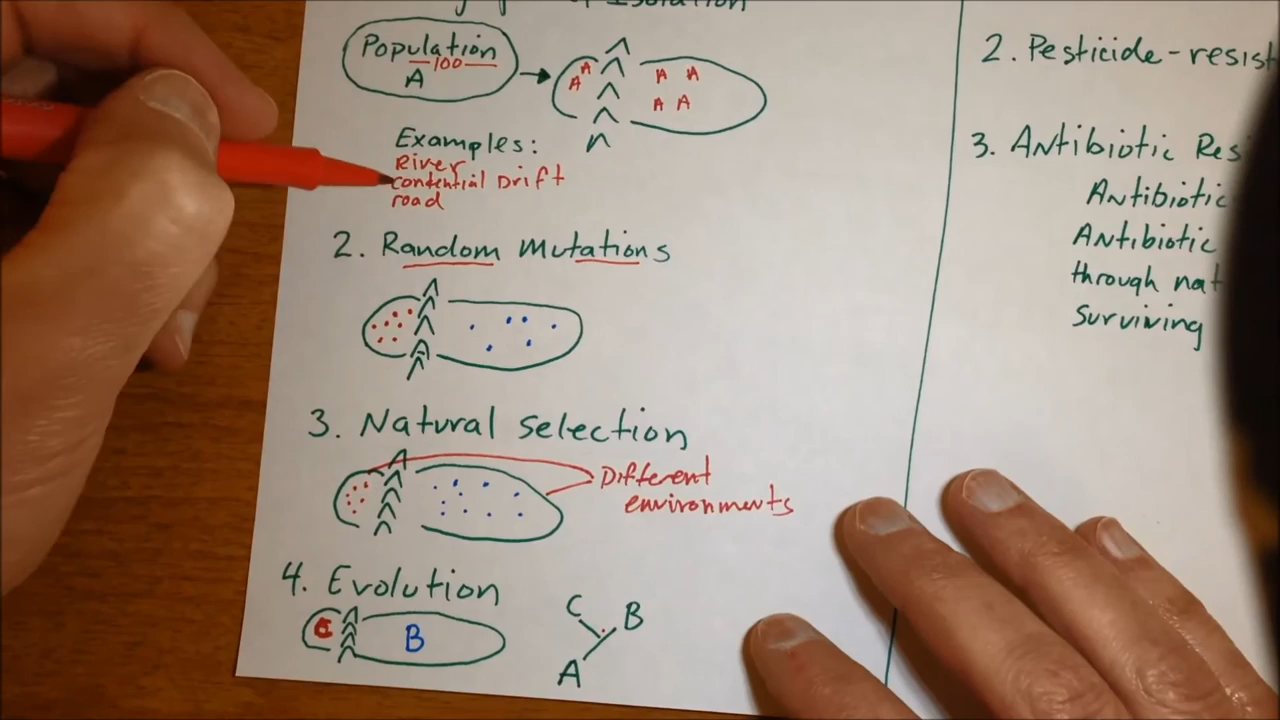 Isolation
Population
100
A
A
A
A A
A A
Examples:
River
contential Drift
road
2. Random Mutations
3. Natural Selection
Different
environments
4. Evolution
C
B
C
B
A
2. Pesticide-resist
3. Antibiotic Res
Antibiotic
Antibiotic
through nat
Surviving